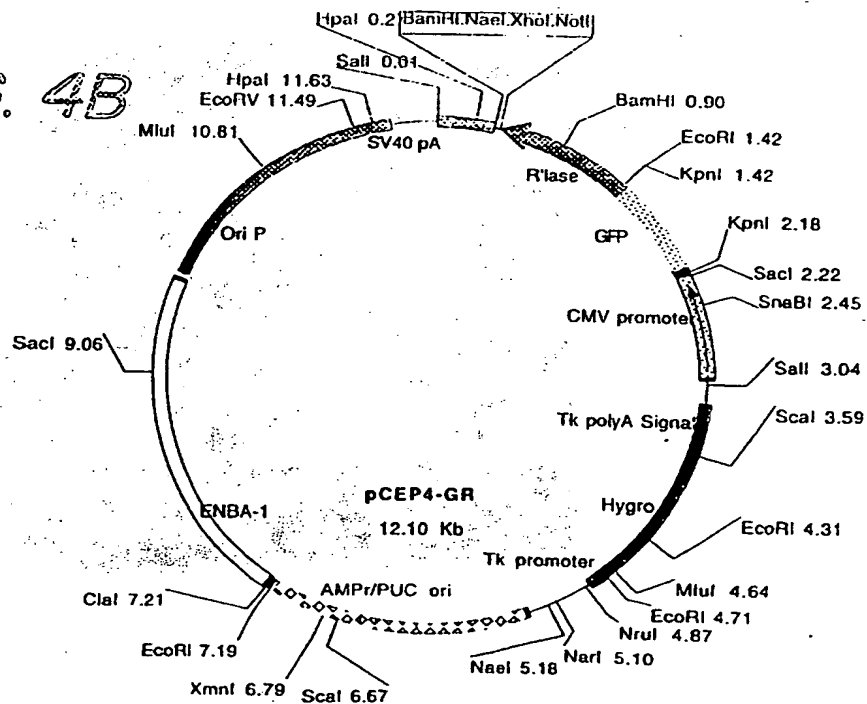 4B
HpaI 0.2
BamHI.NaeI.XhoI.NotI
SalI 0.01
HpaI 11.63
EcoRV 11.49
MluI 10.81
SV40 pA
BamHI 0.90
EcoRI 1.42
KpnI 1.42
R'lase
GFP
KpnI 2.18
SacI 2.22
SnaBI 2.45
CMV promoter
Ori P
SacI 9.06
SalI 3.04
Tk polyA Signal
ScaI 3.59
pCEP4-GR
12.10 Kb
Hygro
ENBA-1
EcoRI 4.31
Tk promoter
MluI 4.64
EcoRI 4.71
NruI 4.87
AMPr/PUC ori
ClaI 7.21
EcoRI 7.19
NarI 5.10
NaeI 5.18
XmnI 6.79
ScaI 6.67